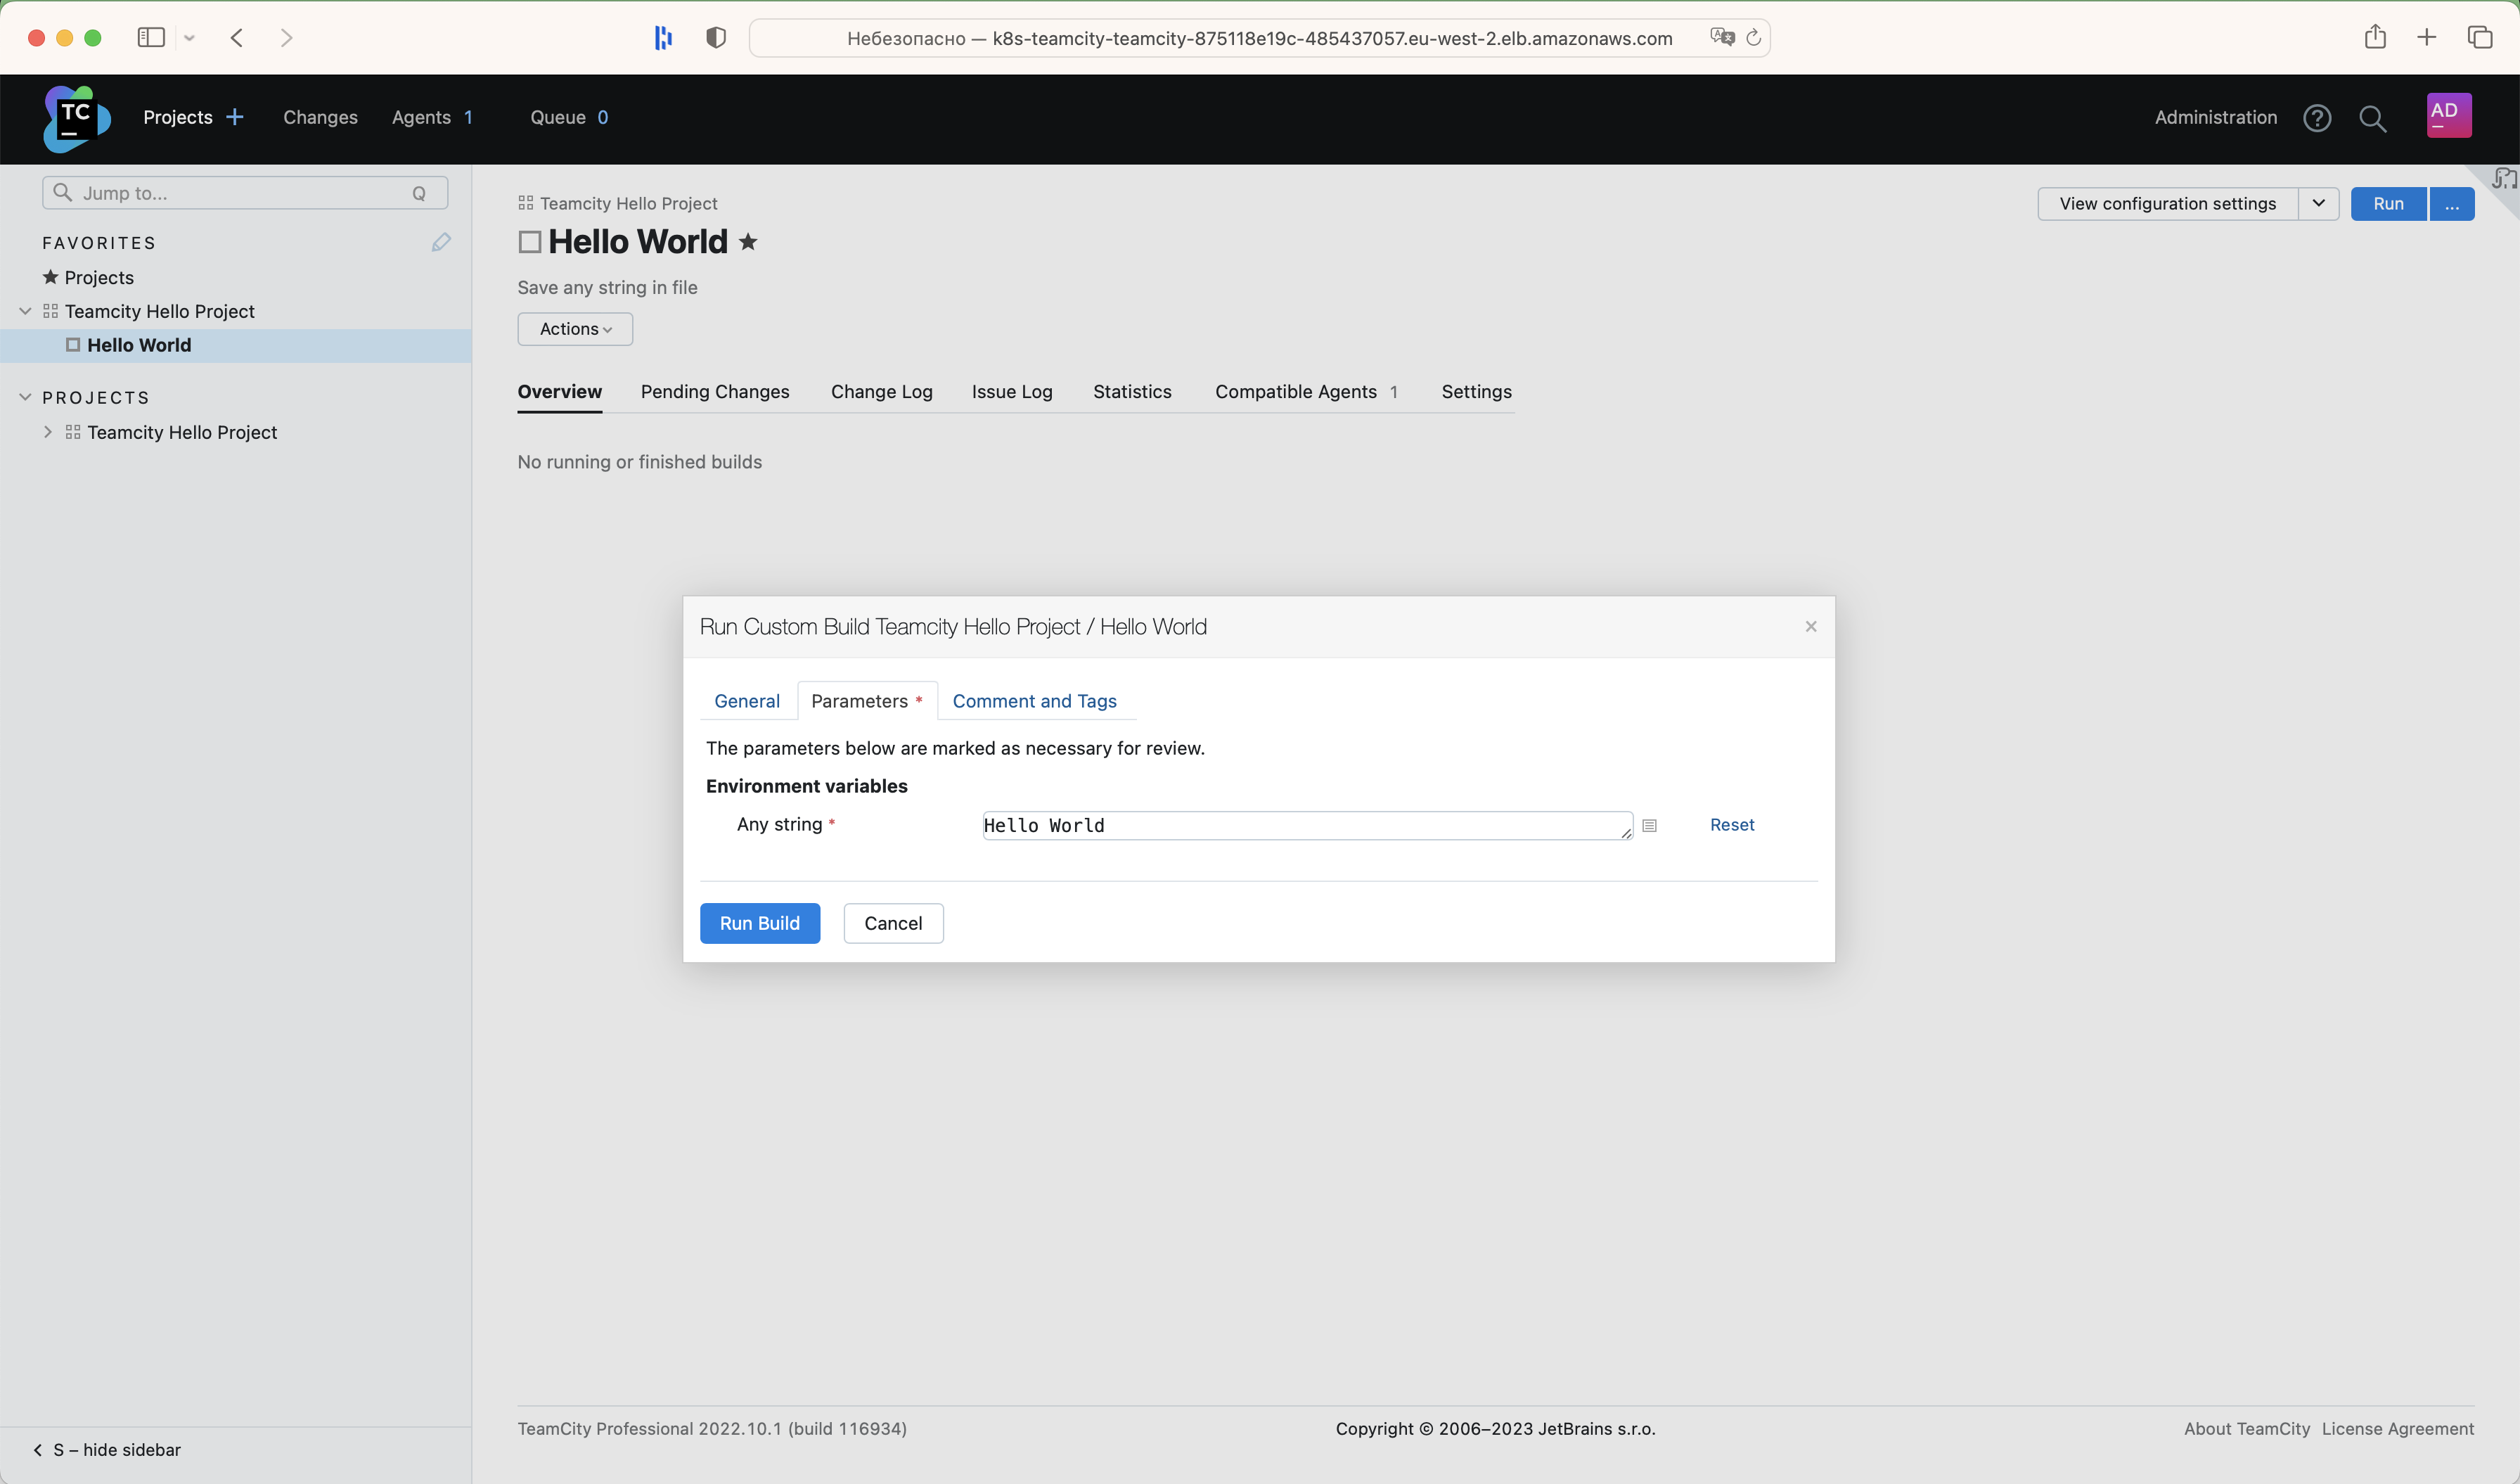 Небезопасно — k8s-teamcity-teamcity-875118e19c-485437057.eu-west-2.elb.amazonaws.com
TC
Projects
Changes
Agents 1
Queue 0
Administration
AD
Jump to... Q
FAVORITES
Projects
Teamcity Hello Project
Hello World
PROJECTS
Teamcity Hello Project
S – hide sidebar
Teamcity Hello Project
View configuration settings
Run
...
Hello World
Save any string in file
Actions
Overview Pending Changes Change Log Issue Log Statistics Compatible Agents 1 Settings
No running or finished builds
Run Custom Build Teamcity Hello Project / Hello World
General Parameters * Comment and Tags
The parameters below are marked as necessary for review.
Environment variables
Any string * Hello World Reset
Run Build Cancel
TeamCity Professional 2022.10.1 (build 116934) Copyright © 2006–2023 JetBrains s.r.o. About TeamCity License Agreement